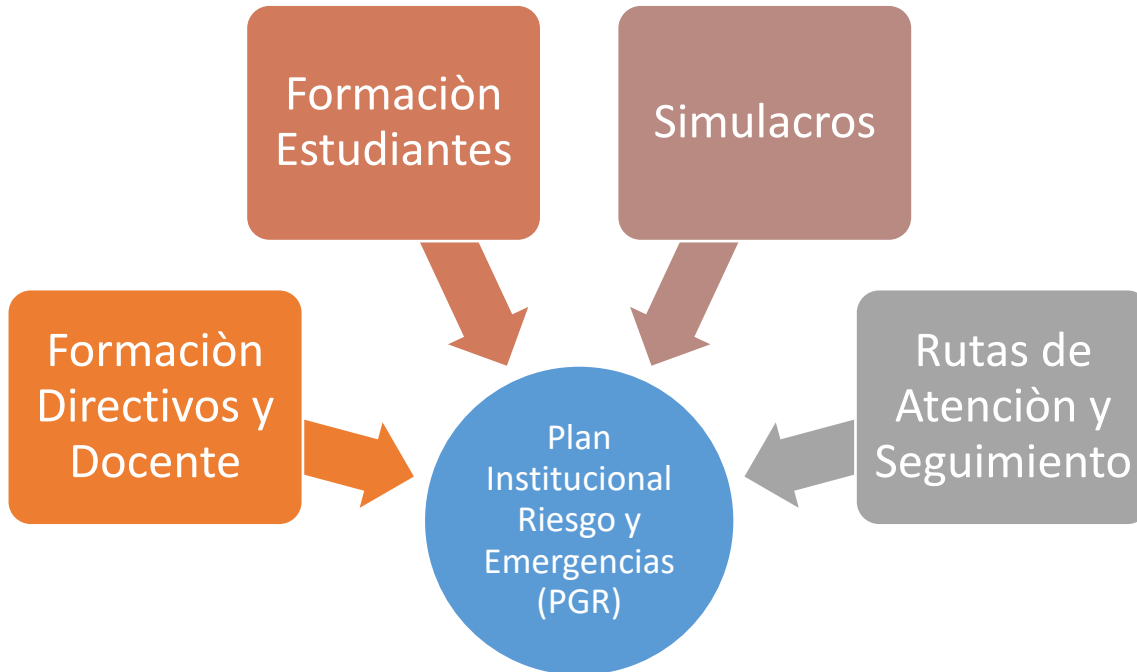 Formaciòn
Estudiantes
Simulacros
Formaciòn
Directivos y
Docente
Rutas de
Atenciòn y
Seguimiento
Plan
Institucional
Riesgo y
Emergencias
(PGR)